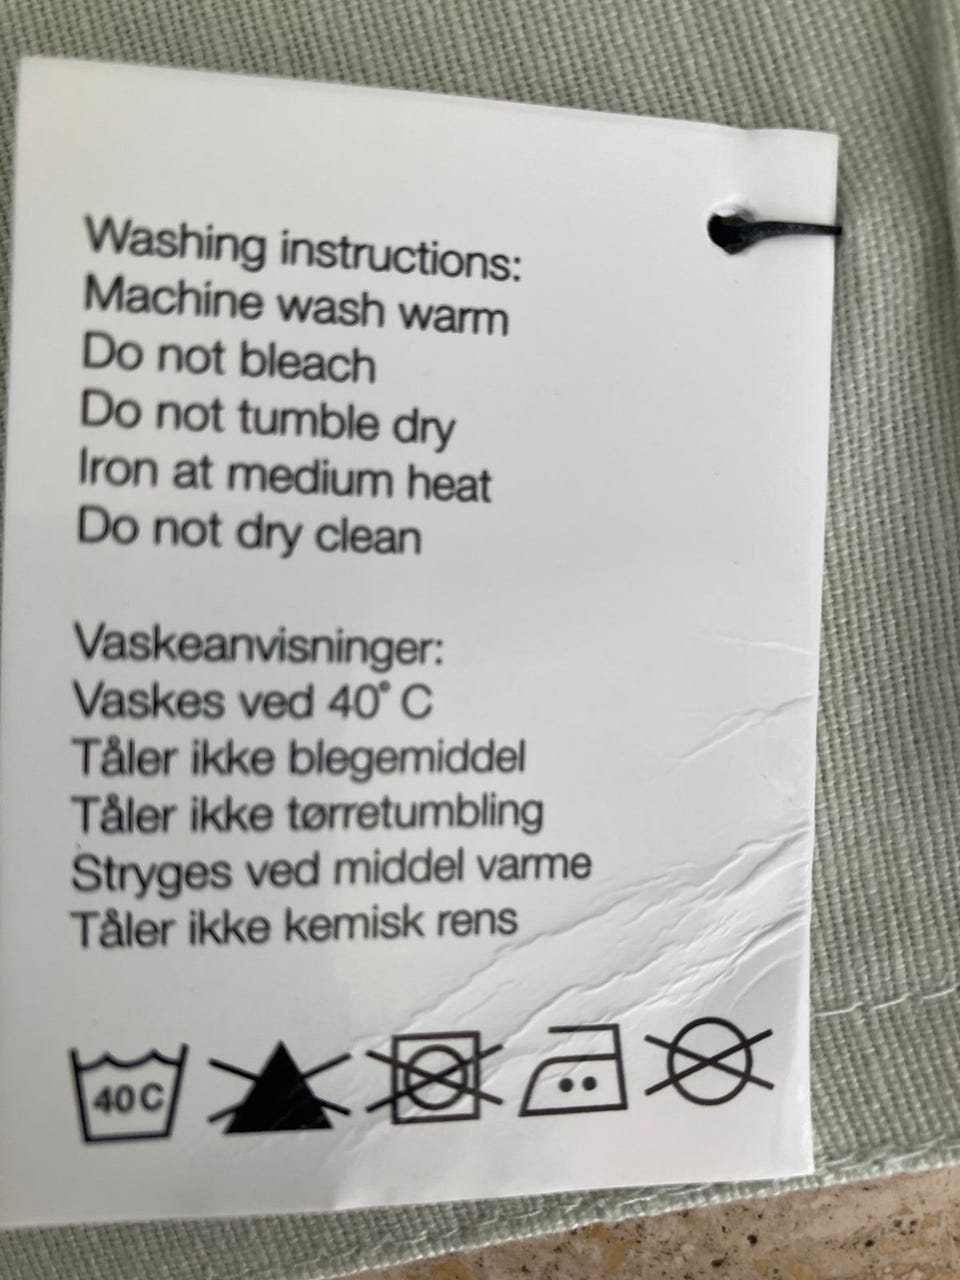 Washing instructions:
Machine wash warm
Do not bleach
Do not tumble dry
Iron at medium heat
Do not dry clean
Vaskeanvisninger:
Vaskes ved 40° C
Tåler ikke blegemiddel
Tåler ikke tørretumbling
Stryges ved middel varme
Tåler ikke kemisk rens
40 C